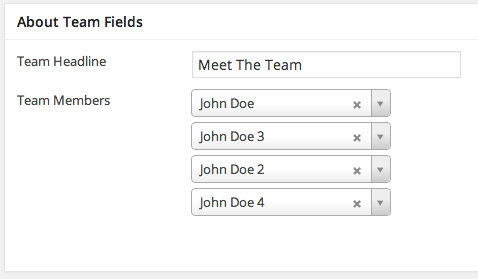 About Team Fields
Team Headline
Meet The Team
Team Members
John Doe
John Doe 3
John Doe 2
John Doe 4